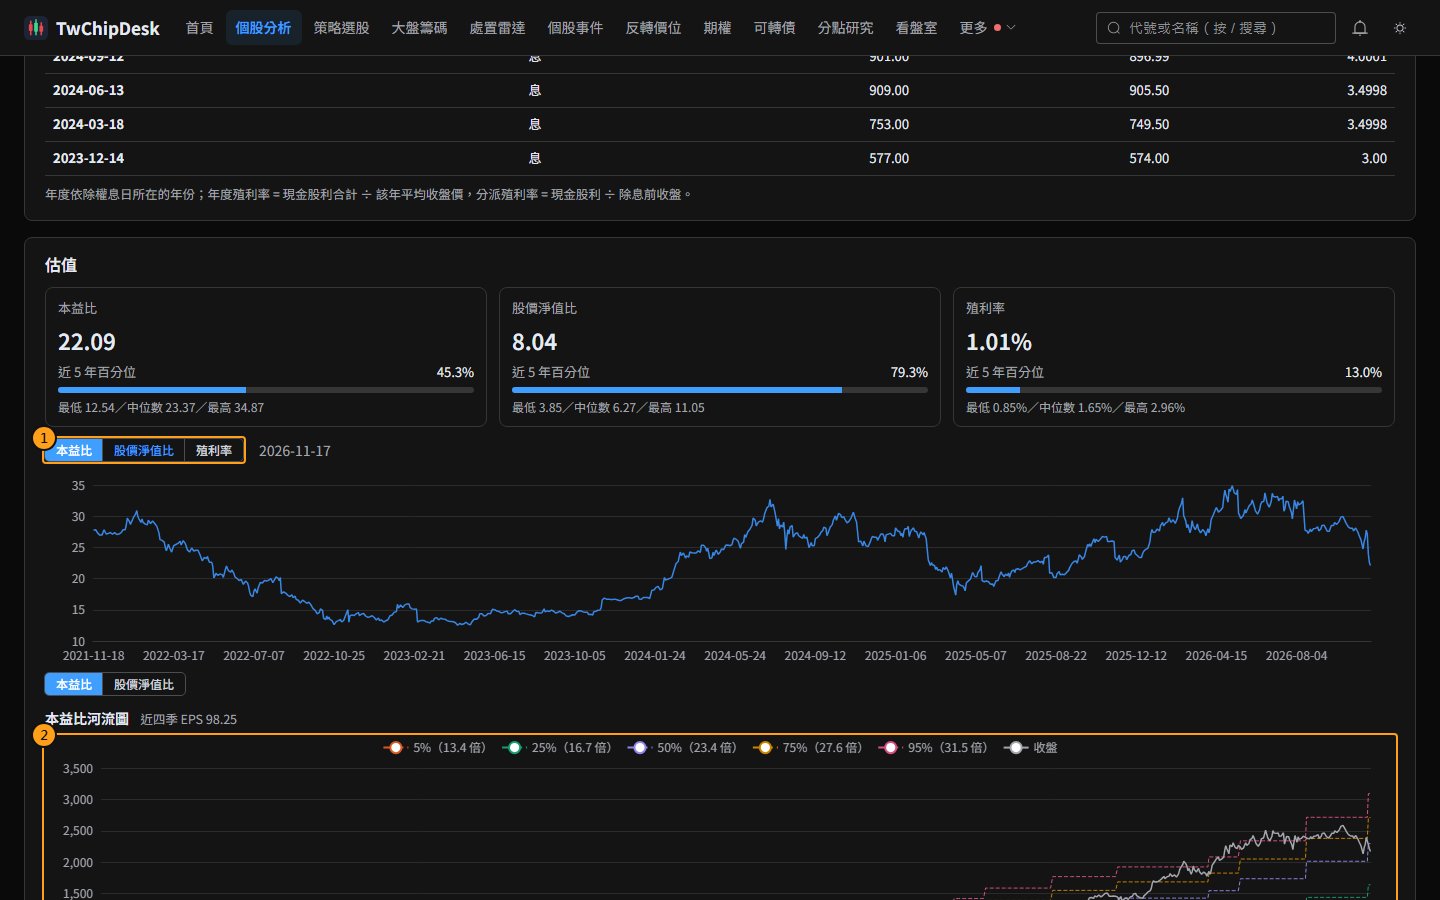 TwChipDesk 首頁 個股分析 策略選股 大盤籌碼 處置雷達 個股事件 反轉價位 期權 可轉債 分點研究 看盤室 更多 代號或名稱（按 / 搜尋）
2024-09-12 息 901.00 896.99 4.0001
2024-06-13 息 909.00 905.50 3.4998
2024-03-18 息 753.00 749.50 3.4998
2023-12-14 息 577.00 574.00 3.00
年度依除權息日所在的年份；年度殖利率 = 現金股利合計 ÷ 該年平均收盤價，分派殖利率 = 現金股利 ÷ 除息前收盤。
估值
本益比 股價淨值比 殖利率
22.09 8.04 1.01%
近 5 年百分位 45.3% 近 5 年百分位 79.3% 近 5 年百分位 13.0%
最低 12.54／中位數 23.37／最高 34.87 最低 3.85／中位數 6.27／最高 11.05 最低 0.85%／中位數 1.65%／最高 2.96%
1
本益比 股價淨值比 殖利率 2026-11-17
35
30
25
20
15
10
2021-11-18 2022-03-17 2022-07-07 2022-10-25 2023-02-21 2023-06-15 2023-10-05 2024-01-24 2024-05-24 2024-09-12 2025-01-06 2025-05-07 2025-08-22 2025-12-12 2026-04-15 2026-08-04
本益比 股價淨值比
本益比河流圖 近四季 EPS 98.25
2
5%（13.4 倍） 25%（16.7 倍） 50%（23.4 倍） 75%（27.6 倍） 95%（31.5 倍） 收盤
3,500
3,000
2,500
2,000
1,500